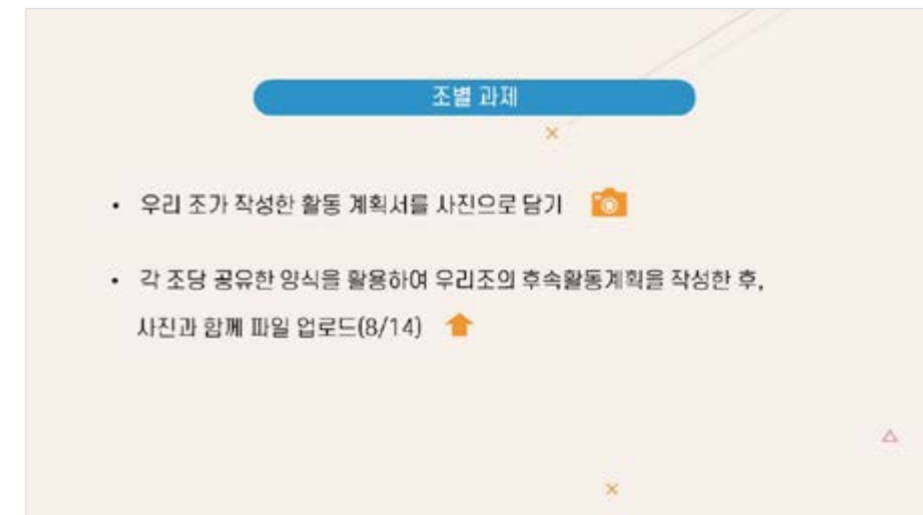 조별 과제
• 우리 조가 작성한 활동 계획서를 사진으로 담기
• 각 조당 공유한 양식을 활용하여 우리조의 후속활동계획을 작성한 후,
사진과 함께 파일 업로드(8/14)